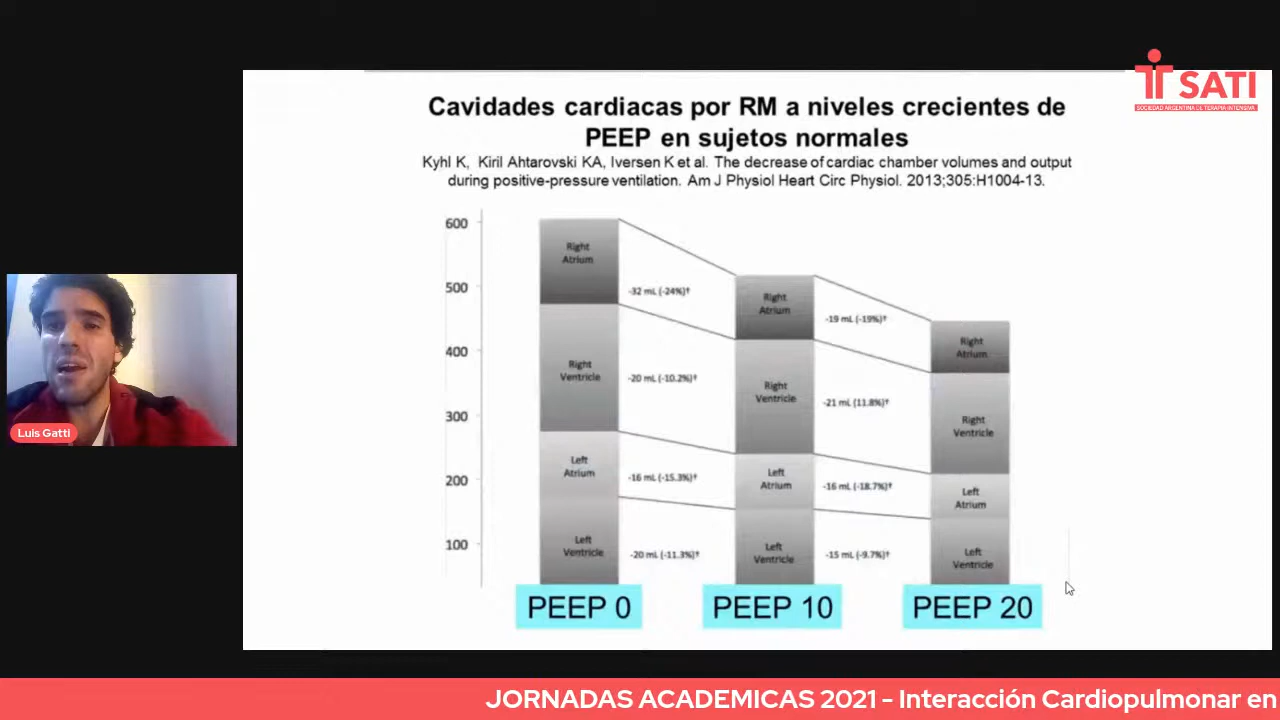 SATI
SOCIEDAD ARGENTINA DE TERAPIA INTENSIVA
Cavidades cardiacas por RM a niveles crecientes de
PEEP en sujetos normales
Kyhl K, Kiril Ahtarovski KA, Iversen K et al. The decrease of cardiac chamber volumes and output
during positive-pressure ventilation. Am J Physiol Heart Circ Physiol. 2013;305:H1004-13.
600
500
400
300
200
100
Right
Atrium
Right
Ventricle
Left
Atrium
Left
Ventricle
-32 mL (-24%)†
-20 mL (-10.2%)†
-16 mL (-15.3%)†
-20 mL (-11.3%)†
Right
Atrium
Right
Ventricle
Left
Atrium
Left
Ventricle
-19 mL (-19%)†
-21 mL (11.8%)†
-16 mL (-18.7%)†
-15 mL (-9.7%)†
Right
Atrium
Right
Ventricle
Left
Atrium
Left
Ventricle
PEEP 0
PEEP 10
PEEP 20
Luis Gatti
JORNADAS ACADEMICAS 2021 - Interacción Cardiopulmonar en